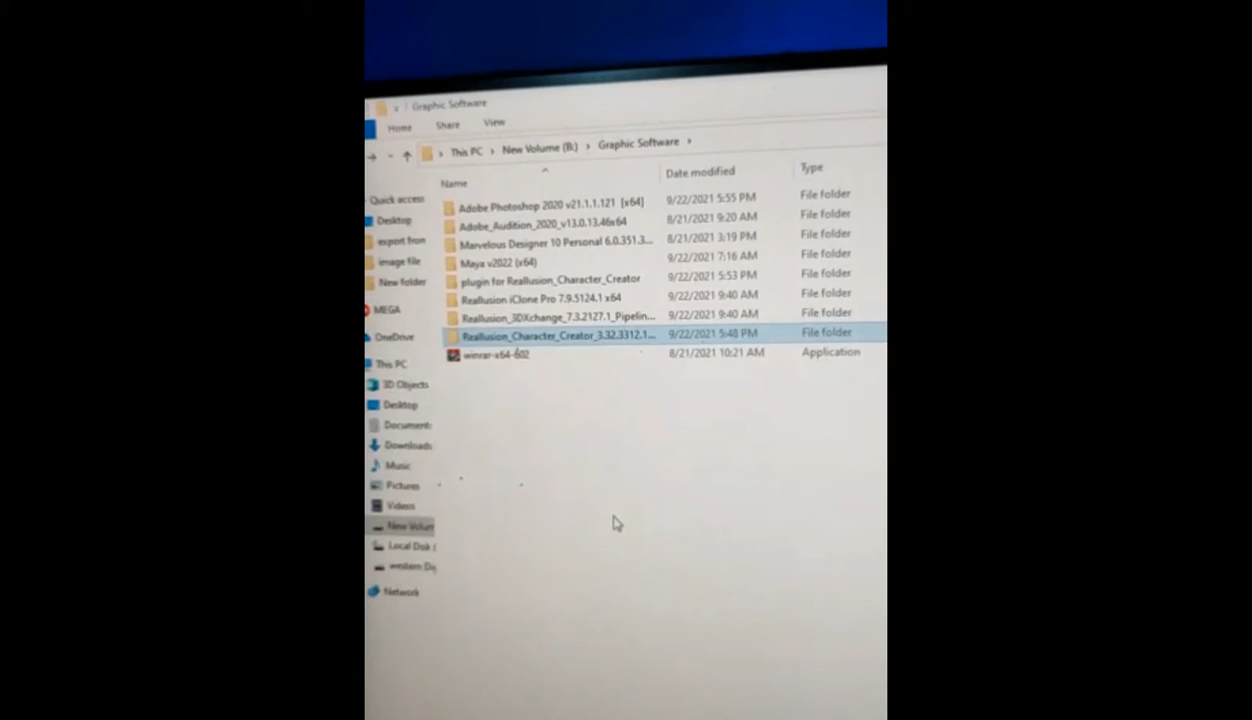 Graphic Software
Home Share View
This PC > New Volume (B:) > Graphic Software >
Name Date modified Type
Adobe Photoshop 2020 v21.1.1.121 (x64) 9/22/2021 5:55 PM File folder
Adobe_Audition_2020_v13.0.13.46x64 8/21/2021 9:20 AM File folder
Marvelous Designer 10 Personal 6.0.351.3... 8/21/2021 3:19 PM File folder
Maya v2022 (x64) 9/22/2021 7:16 AM File folder
plugin for Reallusion_Character_Creator 9/22/2021 5:53 PM File folder
Reallusion iClone Pro 7.9.5124.1 x64 9/22/2021 9:40 AM File folder
Reallusion_3DXchange_7.3.2127.1_Pipelin... 9/22/2021 9:40 AM File folder
Reallusion_Character_Creator_3.32.3312.1... 9/22/2021 5:48 PM File folder
winrar-x64-602 8/21/2021 10:21 AM Application
Quick access
Desktop
export fron
image file
New folder
MEGA
OneDrive
This PC
3D Objects
Desktop
Document
Downloads
Music
Pictures
Videos
New Volum
Local Disk (
western Dig
Network